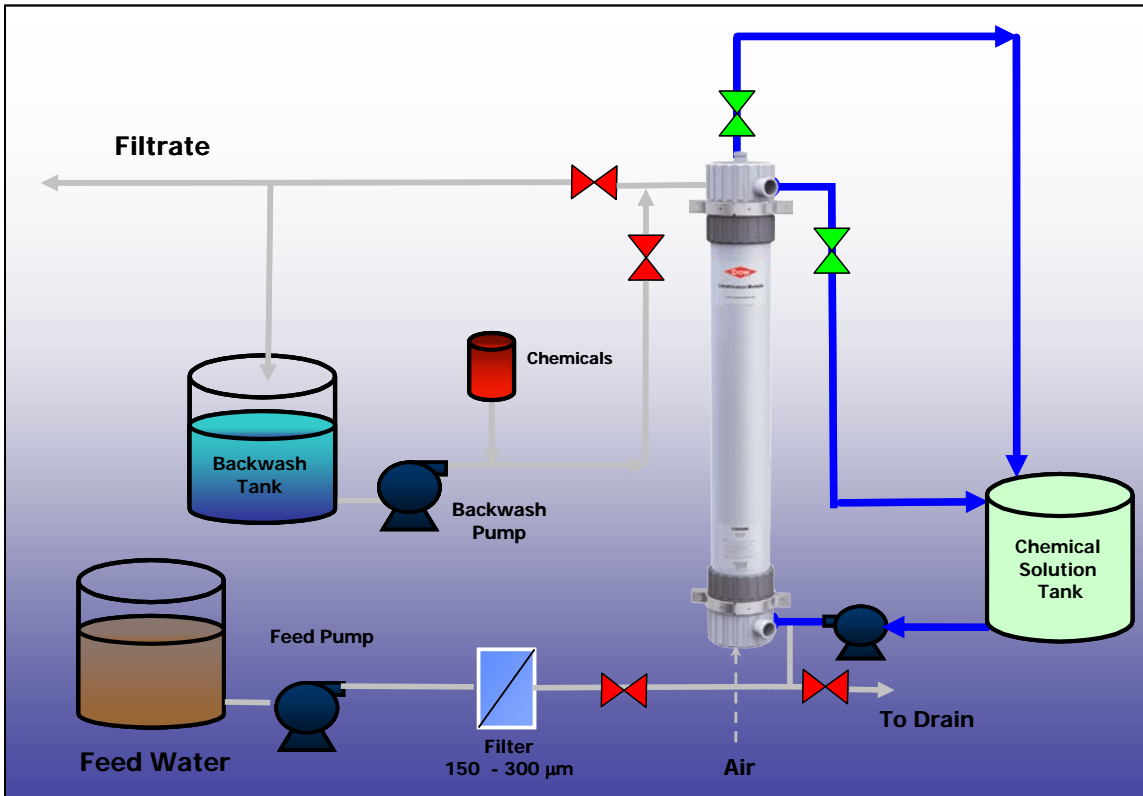 Filtrate
DOW
Chemicals
Backwash
Tank
Backwash
Pump
Chemical
Solution
Tank
Feed Pump
To Drain
Feed Water
Filter
150 - 300 µm
Air